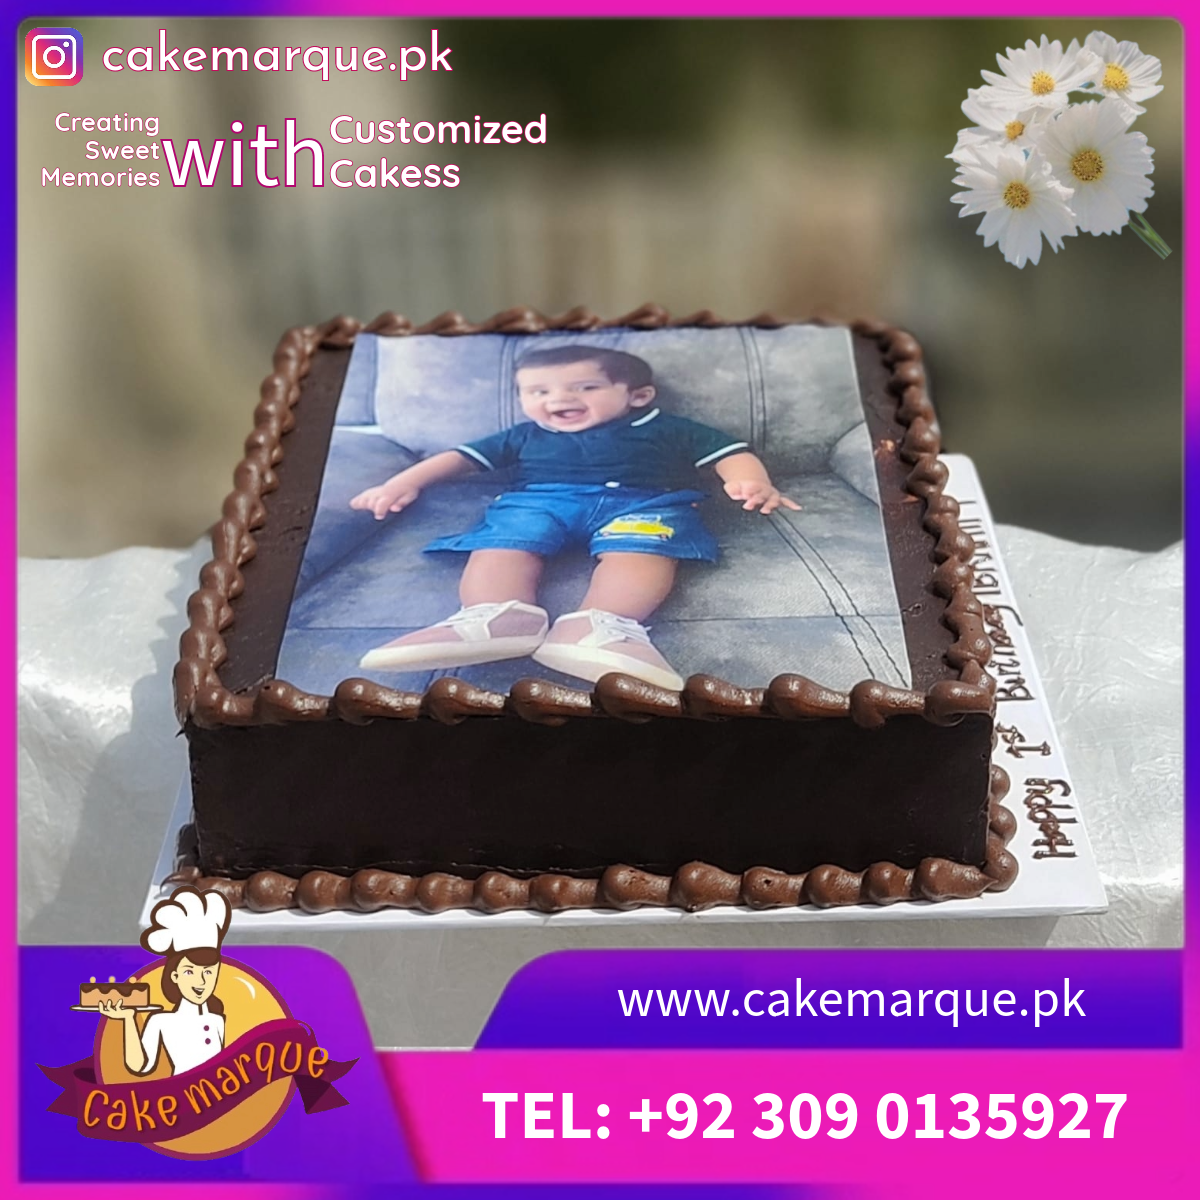 cakemarque.pk
Creating
Sweet
Memories
with
Customized
Cakess
Happy 1st Birthday IBRAHIM
Cake marque
www.cakemarque.pk
TEL: +92 309 0135927